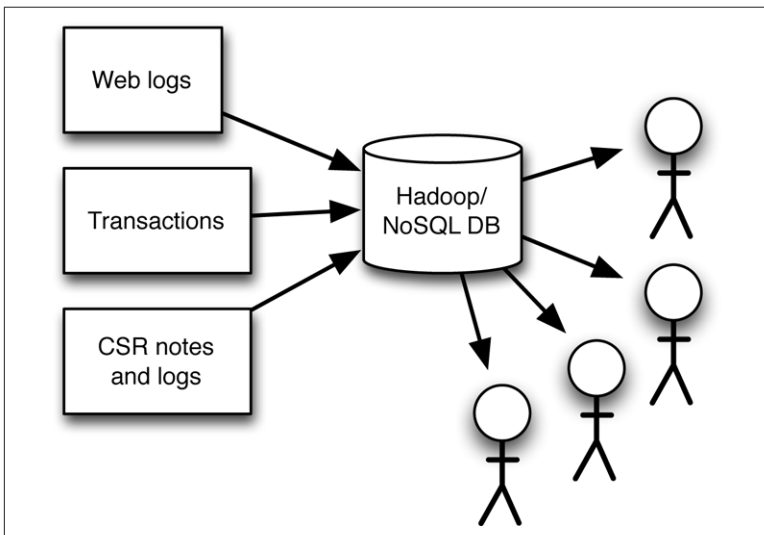 Web logs
Transactions
CSR notes
and logs
Hadoop/
NoSQL DB